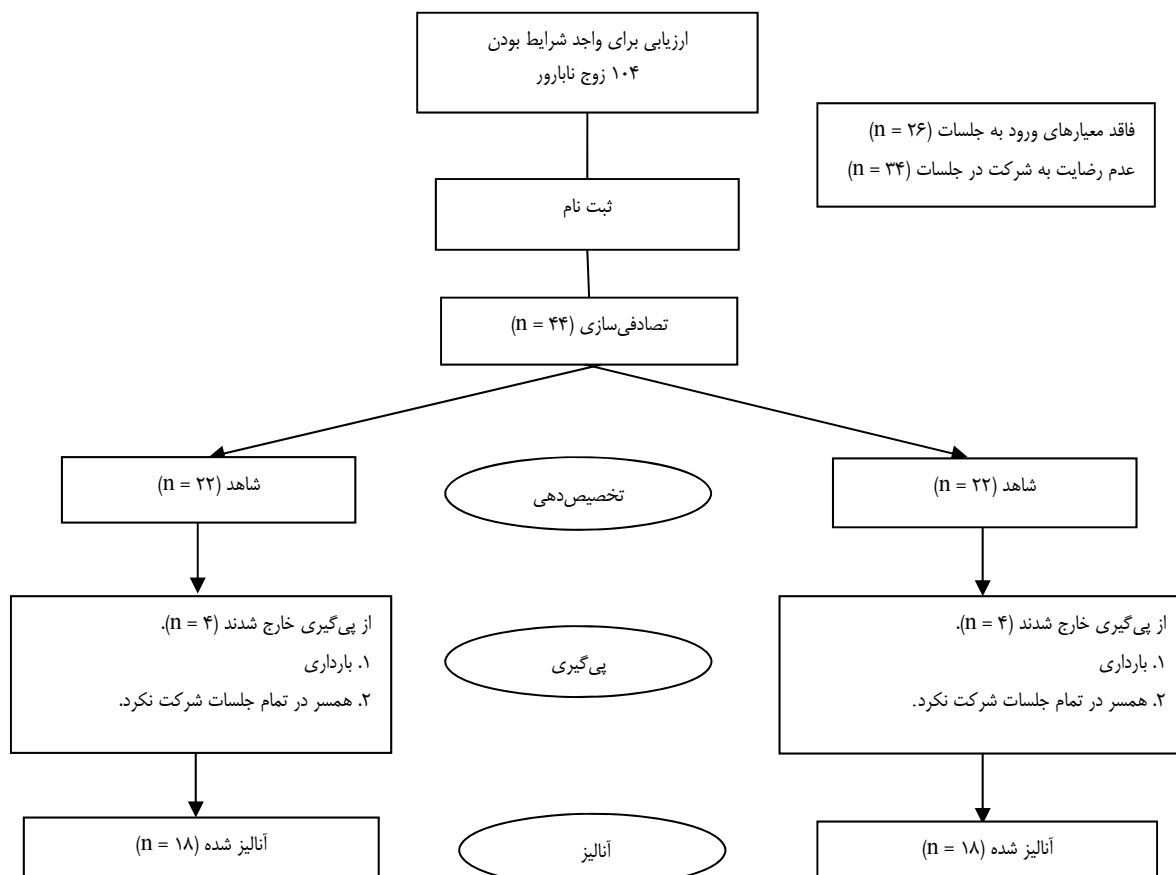 ارزیابی برای واجد شرایط بودن
۱۰۴ زوج نابارور
فاقد معیارهای ورود به جلسات (n = ۲۶)
عدم رضایت به شرکت در جلسات (n = ۳۴)
ثبت نام
تصادفی‌سازی (n = ۴۴)
شاهد (n = ۲۲)
تخصیص‌دهی
شاهد (n = ۲۲)
از پی‌گیری خارج شدند (n = ۴).
۱. بارداری
۲. همسر در تمام جلسات شرکت نکرد.
پی‌گیری
از پی‌گیری خارج شدند (n = ۴).
۱. بارداری
۲. همسر در تمام جلسات شرکت نکرد.
آنالیز شده (n = ۱۸)
آنالیز
آنالیز شده (n = ۱۸)